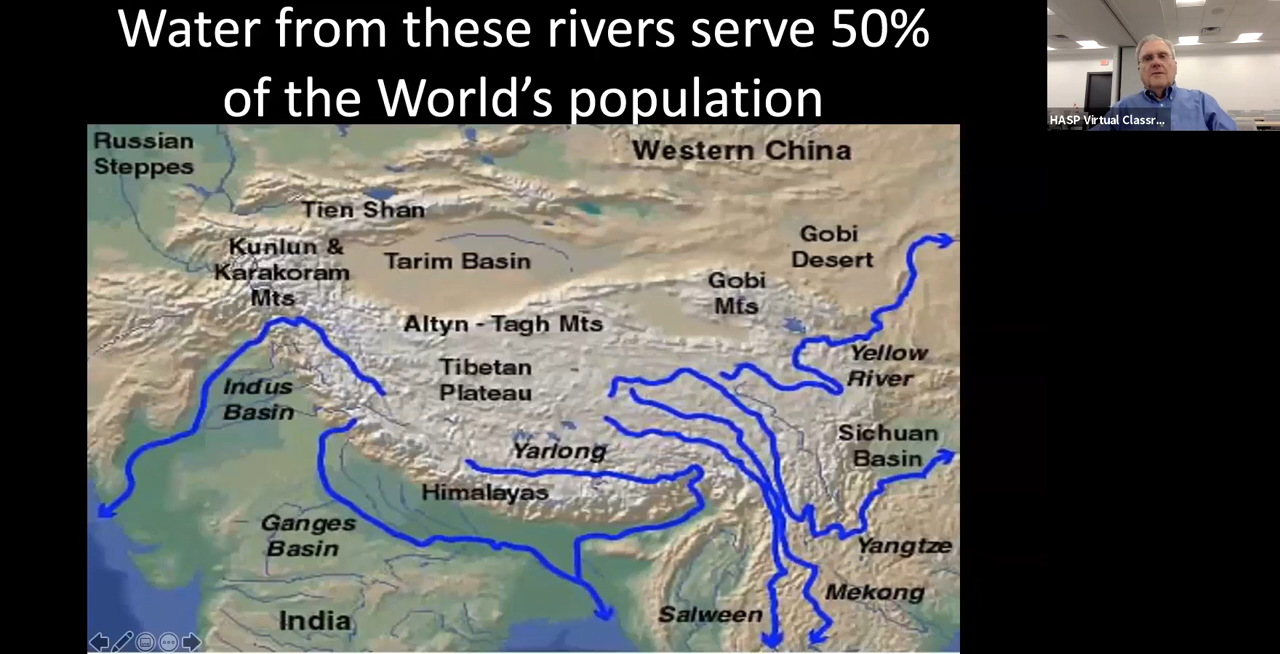 Water from these rivers serve 50%
of the World's population
HASP Virtual Classr...
Russian
Steppes
Western China
Tien Shan
Gobi
Desert
Kunlun &
Karakoram
Mts
Tarim Basin
Gobi
Mts
Altyn - Tagh Mts
Yellow
River
Tibetan
Plateau
Indus
Basin
Sichuan
Basin
Yarlong
Himalayas
Ganges
Basin
Yangtze
Mekong
Salween
India